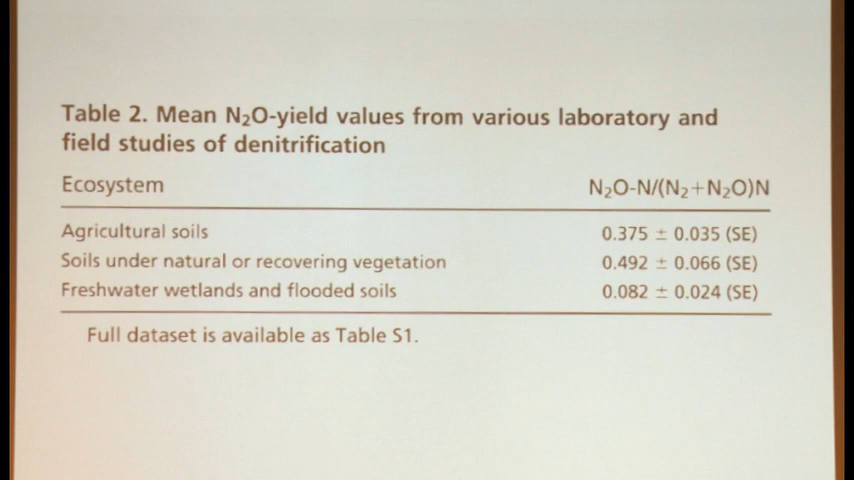 Table 2. Mean N₂O-yield values from various laboratory and
field studies of denitrification
Ecosystem N₂O-N/(N₂+N₂O)N
Agricultural soils 0.375 ± 0.035 (SE)
Soils under natural or recovering vegetation 0.492 ± 0.066 (SE)
Freshwater wetlands and flooded soils 0.082 ± 0.024 (SE)
Full dataset is available as Table S1.